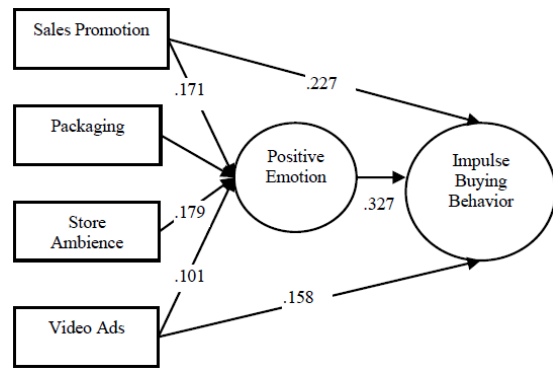 Sales Promotion
.171
.227
Packaging
Positive
Emotion
Impulse
Buying
Behavior
.327
Store
Ambience
.179
.101
Video Ads
.158